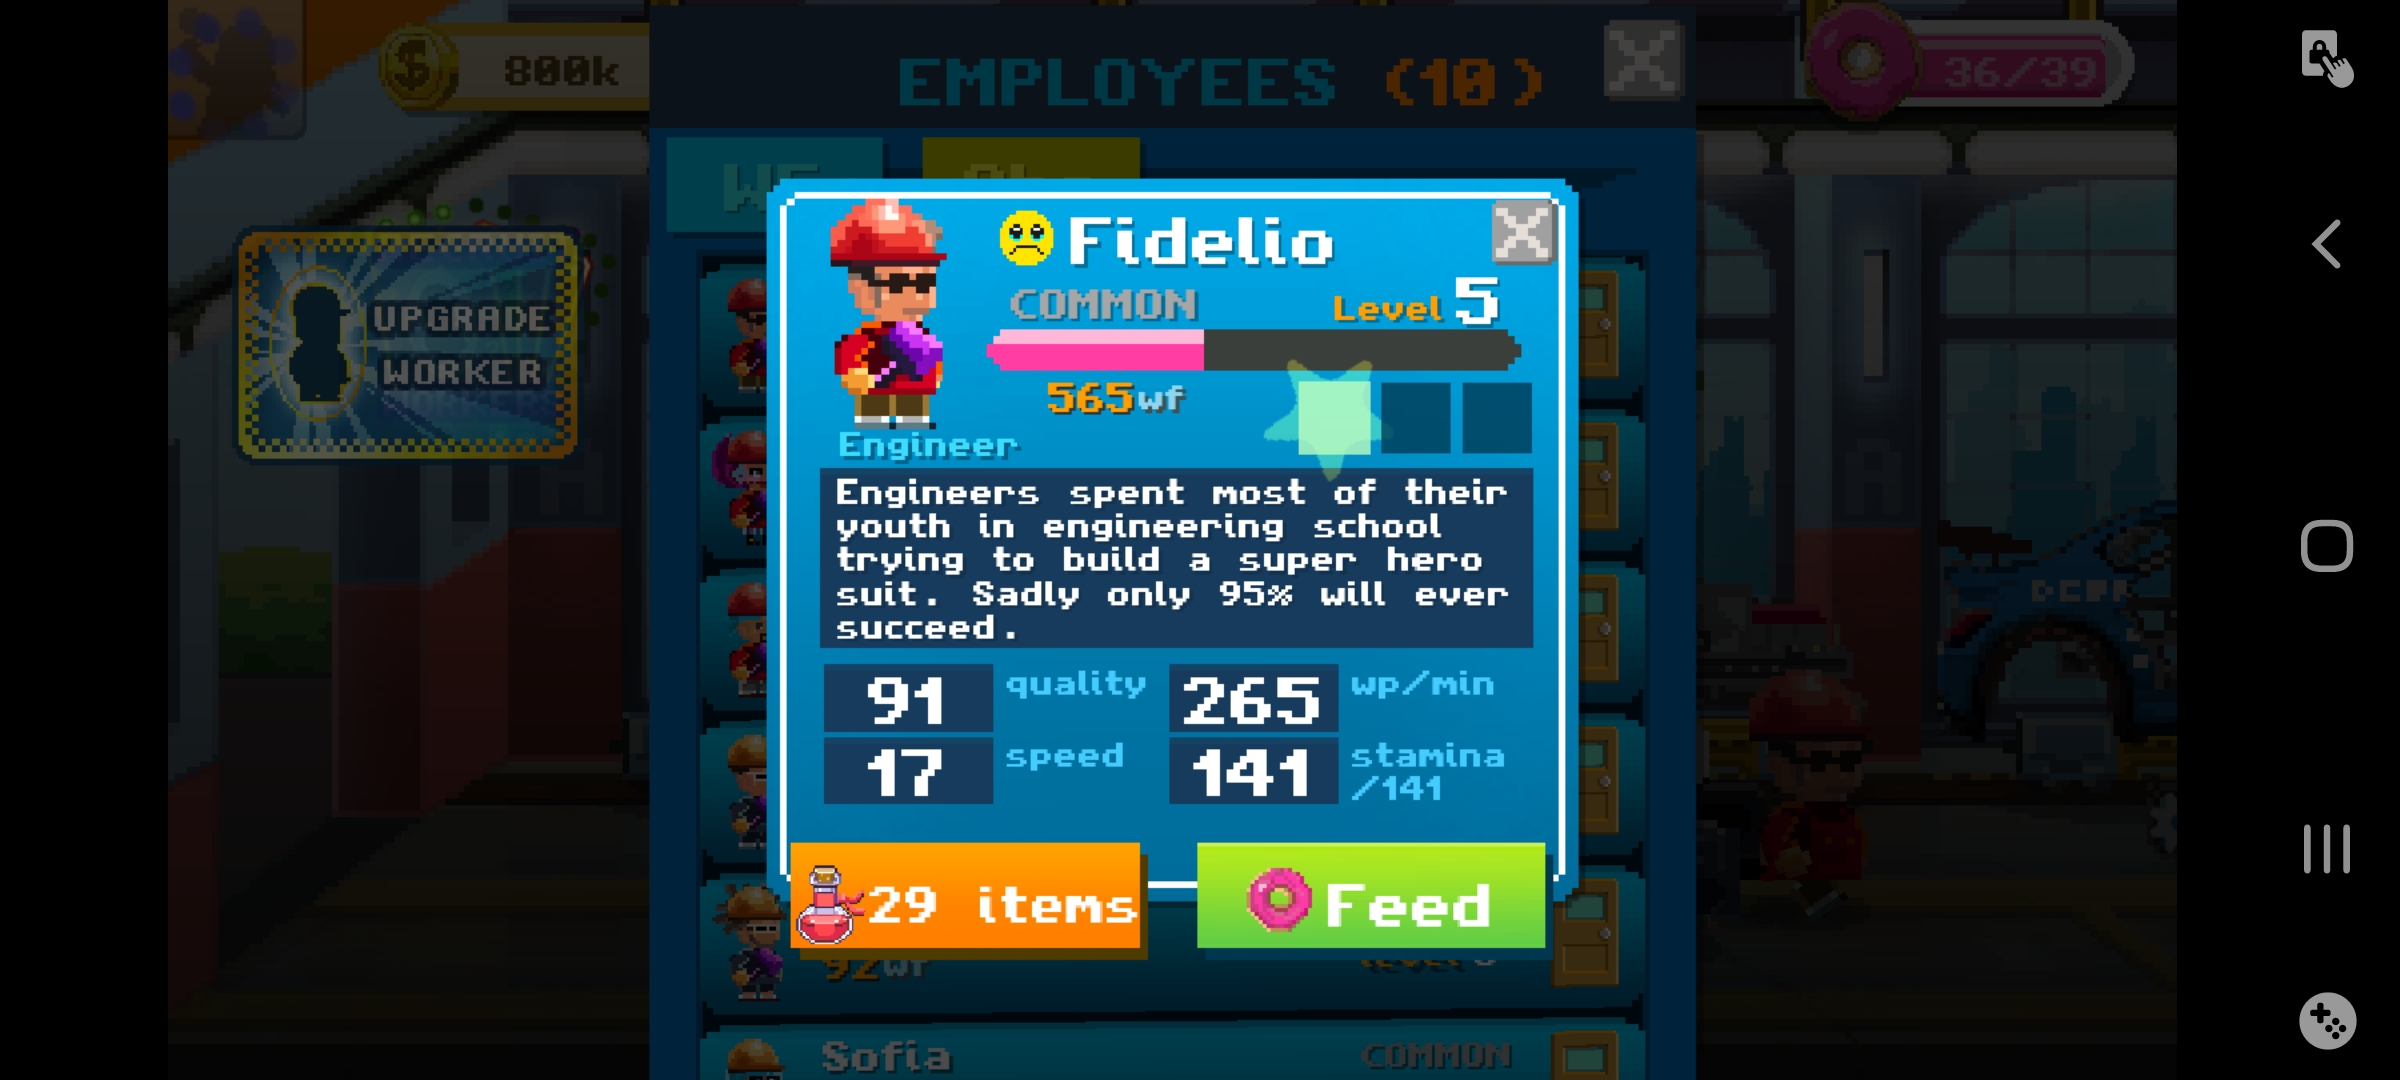 800k
EMPLOYEES (10)
36/39
UPGRADE
WORKER
Fidelio
COMMON
Level 5
565wf
Engineer
Engineers spent most of their
youth in engineering school
trying to build a super hero
suit. Sadly only 95% will ever
succeed.
91 quality
265 wp/min
17 speed
141 stamina
/141
29 items
Feed
92wf
Sofia
COMMON